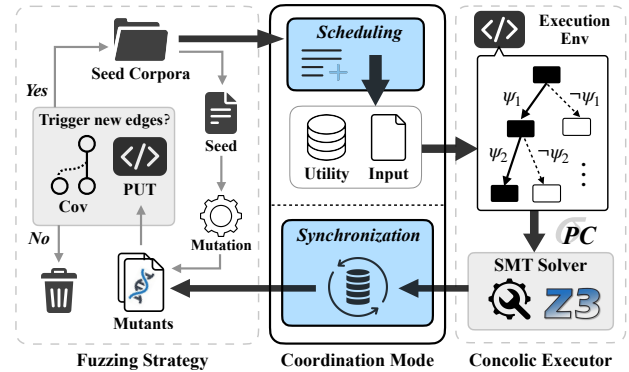 Yes
Seed Corpora
Trigger new edges?
</>
Cov
PUT
No
Seed
Mutation
Mutants
Fuzzing Strategy
Scheduling
Utility
Input
Synchronization
Coordination Mode
</>
Execution
Env
ψ₁
¬ψ₁
ψ₂
¬ψ₂
PC
SMT Solver
Z3
Concolic Executor